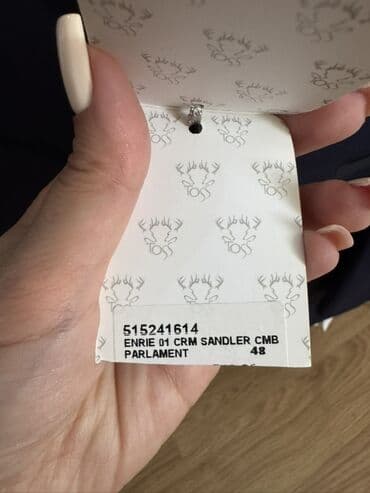 515241614
ENRIE 01 CRM SANDLER CMB
PARLAMENT 48